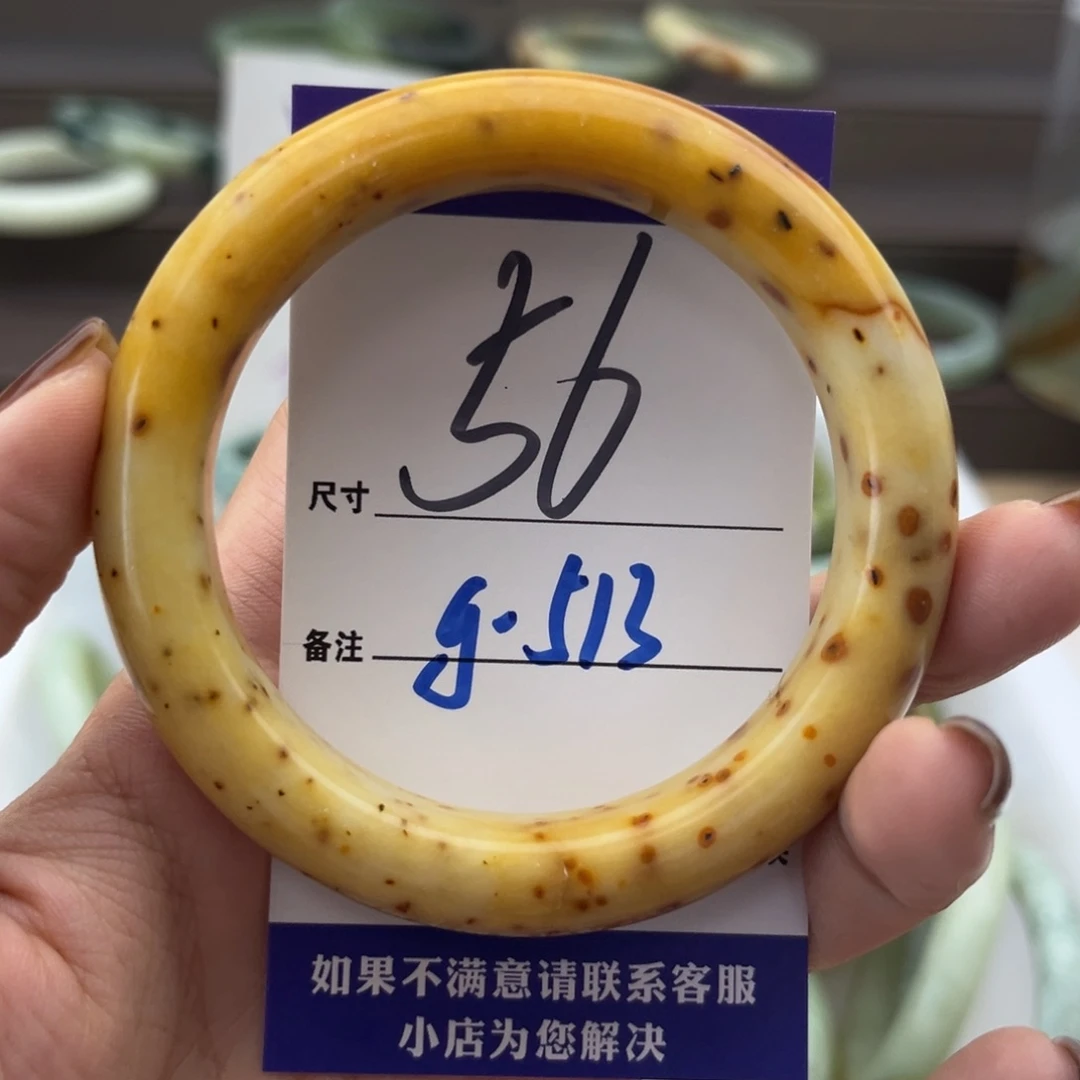 尺寸 56
备注 g.513
如果不满意请联系客服
小店为您解决